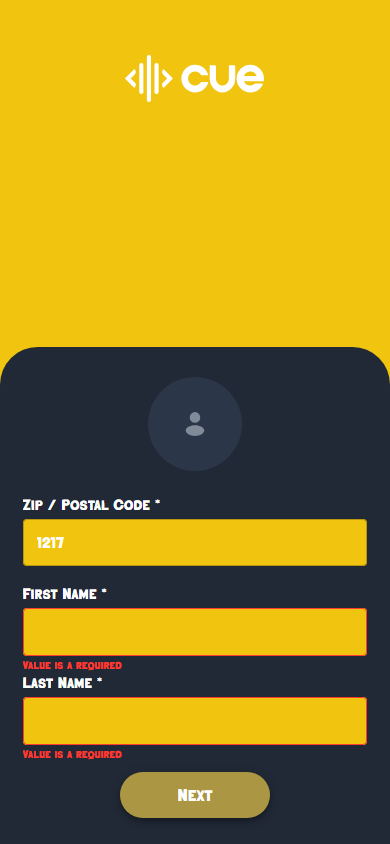 cue
Zip / Postal Code *
1217
First Name *
Value is a required
Last Name *
Value is a required
Next